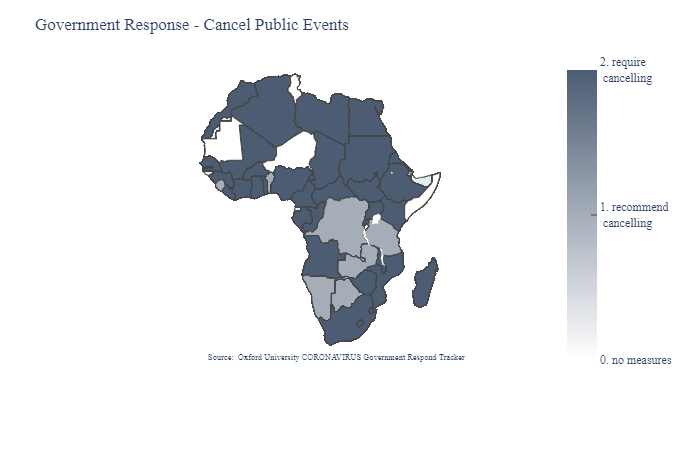 Government Response - Cancel Public Events
2. require
cancelling
1. recommend
cancelling
0. no measures
Source: Oxford University CORONAVIRUS Government Respond Tracker